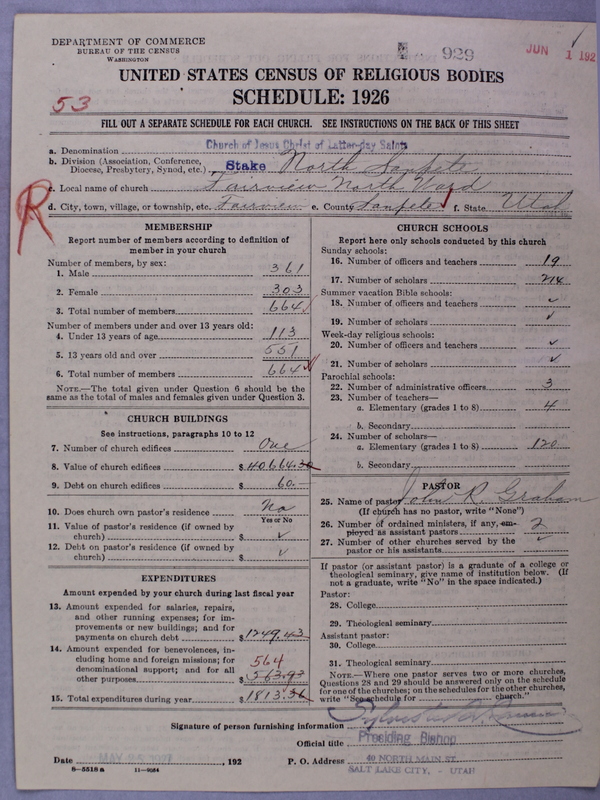 DEPARTMENT OF COMMERCE
BUREAU OF THE CENSUS
WASHINGTON
929
JUN 1 192
UNITED STATES CENSUS OF RELIGIOUS BODIES
SCHEDULE: 1926
53
FILL OUT A SEPARATE SCHEDULE FOR EACH CHURCH. SEE INSTRUCTIONS ON THE BACK OF THIS SHEET
a. Denomination Church of Jesus Christ of Latter-day Saints
b. Division (Association, Conference, Diocese, Presbytery, Synod, etc.) Stake North Sanpete
R
c. Local name of church Fairview North Ward
d. City, town, village, or township, etc. Fairview e. County Sanpete f. State Utah
MEMBERSHIP
Report number of members according to definition of member in your church
Number of members, by sex:
1. Male 361
2. Female 303
3. Total number of members 664
Number of members under and over 13 years old:
4. Under 13 years of age 113
5. 13 years old and over 551
6. Total number of members 664
NOTE.—The total given under Question 6 should be the same as the total of males and females given under Question 3.
CHURCH BUILDINGS
See instructions, paragraphs 10 to 12
7. Number of church edifices One
8. Value of church edifices $40,664.30
9. Debt on church edifices $ 60.—
10. Does church own pastor's residence No
Yes or No
11. Value of pastor's residence (if owned by church) $ ✓
12. Debt on pastor's residence (if owned by church) $ ✓
EXPENDITURES
Amount expended by your church during last fiscal year
13. Amount expended for salaries, repairs, and other running expenses; for improvements or new buildings; and for payments on church debt $1249.43
14. Amount expended for benevolences, including home and foreign missions; for denominational support; and for all other purposes 564 $563.93
15. Total expenditures during year $1813.36
CHURCH SCHOOLS
Report here only schools conducted by this church
Sunday schools:
16. Number of officers and teachers 19
17. Number of scholars 214
Summer vacation Bible schools:
18. Number of officers and teachers ✓
19. Number of scholars ✓
Week-day religious schools:
20. Number of officers and teachers ✓
21. Number of scholars ✓
Parochial schools:
22. Number of administrative officers 3
23. Number of teachers—
a. Elementary (grades 1 to 8) 4
b. Secondary
24. Number of scholars—
a. Elementary (grades 1 to 8) 120
b. Secondary
PASTOR
25. Name of pastor John R. Graham
(If church has no pastor, write "None")
26. Number of ordained ministers, if any, employed as assistant pastors 2
27. Number of other churches served by the pastor or his assistants ✓
If pastor (or assistant pastor) is a graduate of a college or theological seminary, give name of institution below. (If not a graduate, write "No" in the space indicated.)
Pastor:
28. College
29. Theological seminary
Assistant pastor:
30. College
31. Theological seminary
NOTE.—Where one pastor serves two or more churches, Questions 28 and 29 should be answered only on the schedule for one of the churches; on the schedules for the other churches, write "See schedule for church."
Signature of person furnishing information
Official title Presiding Bishop
Date , 192 P. O. Address 40 NORTH MAIN ST.
SALT LAKE CITY, - UTAH
8—5518 a 11—9064